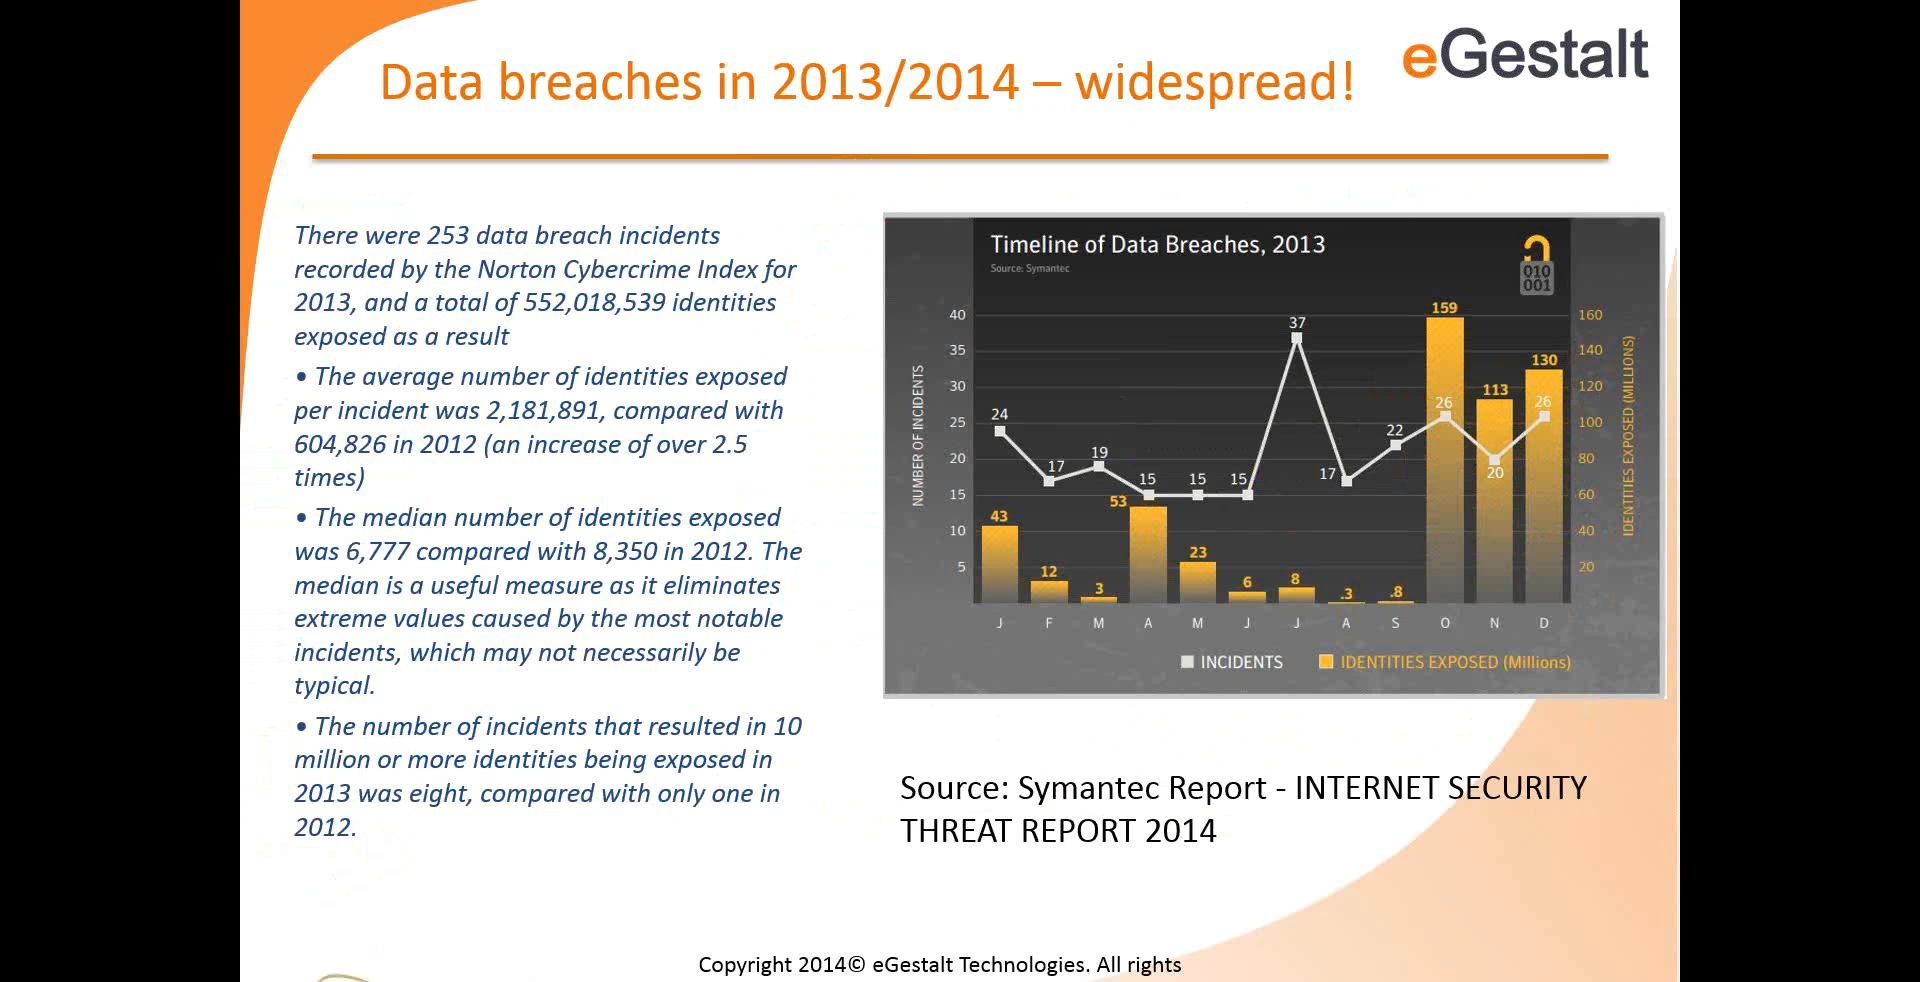 Data breaches in 2013/2014 – widespread!
eGestalt
There were 253 data breach incidents
recorded by the Norton Cybercrime Index for
2013, and a total of 552,018,539 identities
exposed as a result
• The average number of identities exposed
per incident was 2,181,891, compared with
604,826 in 2012 (an increase of over 2.5
times)
• The median number of identities exposed
was 6,777 compared with 8,350 in 2012. The
median is a useful measure as it eliminates
extreme values caused by the most notable
incidents, which may not necessarily be
typical.
• The number of incidents that resulted in 10
million or more identities being exposed in
2013 was eight, compared with only one in
2012.
Timeline of Data Breaches, 2013
Source: Symantec
010
001
NUMBER OF INCIDENTS
40
35
30
25
20
15
10
5
24
17
19
15
15
15
37
17
22
26
20
26
43
12
3
53
23
6
8
.3
.8
159
113
130
160
140
120
100
80
60
40
20
IDENTITIES EXPOSED (MILLIONS)
J F M A M J J A S O N D
INCIDENTS
IDENTITIES EXPOSED (Millions)
Source: Symantec Report - INTERNET SECURITY
THREAT REPORT 2014
Copyright 2014© eGestalt Technologies. All rights